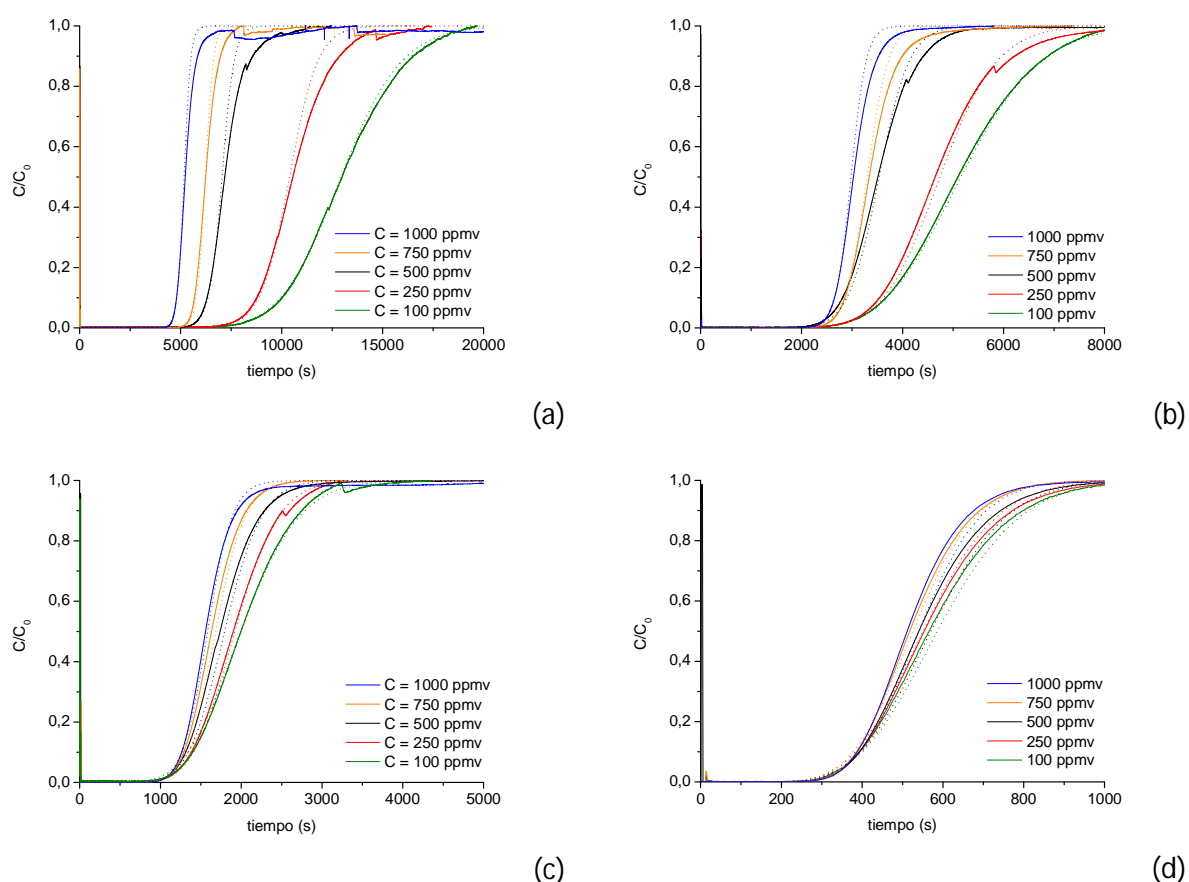 1,0
0,8
0,6
0,4
0,2
0,0
C/C0
C = 1000 ppmv
C = 750 ppmv
C = 500 ppmv
C = 250 ppmv
C = 100 ppmv
0 5000 10000 15000 20000
tiempo (s)
(a)
1,0
0,8
0,6
0,4
0,2
0,0
C/C0
1000 ppmv
750 ppmv
500 ppmv
250 ppmv
100 ppmv
0 2000 4000 6000 8000
tiempo (s)
(b)
1,0
0,8
0,6
0,4
0,2
0,0
C/C0
C = 1000 ppmv
C = 750 ppmv
C = 500 ppmv
C = 250 ppmv
C = 100 ppmv
0 1000 2000 3000 4000 5000
tiempo (s)
(c)
1,0
0,8
0,6
0,4
0,2
0,0
C/C0
1000 ppmv
750 ppmv
500 ppmv
250 ppmv
100 ppmv
0 200 400 600 800 1000
tiempo (s)
(d)